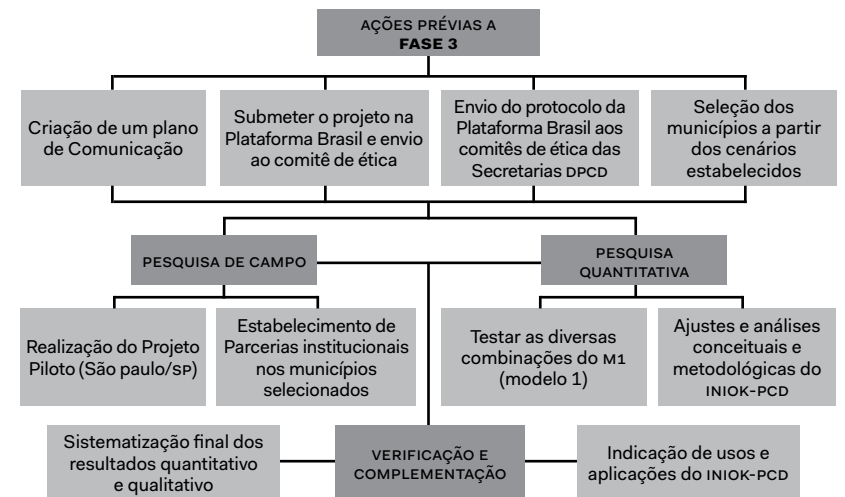 AÇÕES PRÉVIAS A
FASE 3
Criação de um plano
de Comunicação
Submeter o projeto na
Plataforma Brasil e envio
ao comitê de ética
Envio do protocolo da
Plataforma Brasil aos
comitês de ética das
Secretarias DPCD
Seleção dos
municípios a partir
dos cenários
estabelecidos
PESQUISA DE CAMPO
PESQUISA
QUANTITATIVA
Realização do Projeto
Piloto (São paulo/SP)
Estabelecimento de
Parcerias institucionais
nos municípios
selecionados
Testar as diversas
combinações do M1
(modelo 1)
Ajustes e análises
conceituais e
metodológicas do
INIOK-PCD
Sistematização final dos
resultados quantitativo
e qualitativo
VERIFICAÇÃO E
COMPLEMENTAÇÃO
Indicação de usos e
aplicações do INIOK-PCD